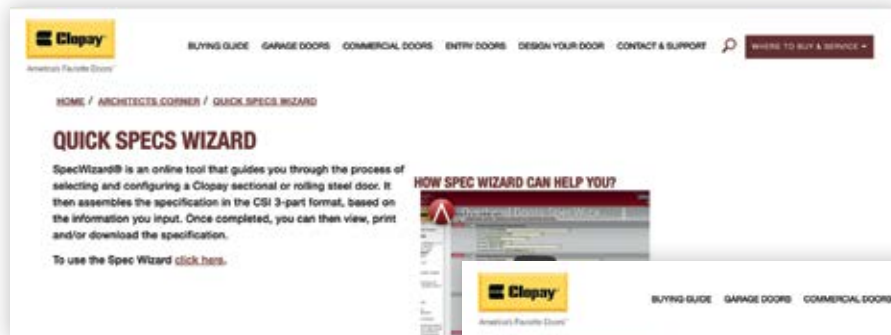 Clopay
America's Favorite Doors
BUYING GUIDE GARAGE DOORS COMMERCIAL DOORS ENTRY DOORS DESIGN YOUR DOOR CONTACT & SUPPORT WHERE TO BUY & SERVICE
HOME / ARCHITECTS CORNER / QUICK SPECS WIZARD
QUICK SPECS WIZARD
SpecWizard® is an online tool that guides you through the process of
selecting and configuring a Clopay sectional or rolling steel door. It
then assembles the specification in the CSI 3-part format, based on
the information you input. Once completed, you can then view, print
and/or download the specification.
To use the Spec Wizard click here.
HOW SPEC WIZARD CAN HELP YOU?
Clopay
America's Favorite Doors
BUYING GUIDE GARAGE DOORS COMMERCIAL DOORS